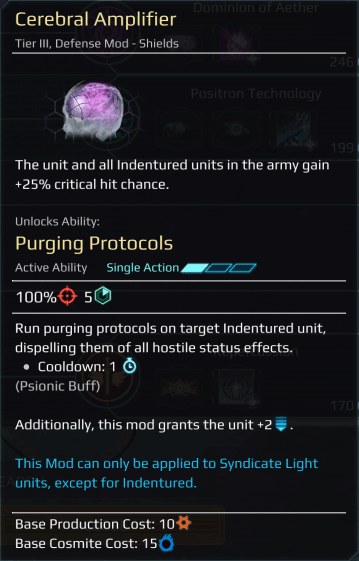 Dominion of Aether
Cerebral Amplifier
Tier III, Defense Mod - Shields
246
Positron Technology
199
The unit and all Indentured units in the army gain
+25% critical hit chance.
Unlocks Ability:
Purging Protocols
Active Ability Single Action
100% 5
Run purging protocols on target Indentured unit,
dispelling them of all hostile status effects.
• Cooldown: 1
(Psionic Buff)
170
Additionally, this mod grants the unit +2 .
This Mod can only be applied to Syndicate Light
units, except for Indentured.
Base Production Cost: 10
Base Cosmite Cost: 15